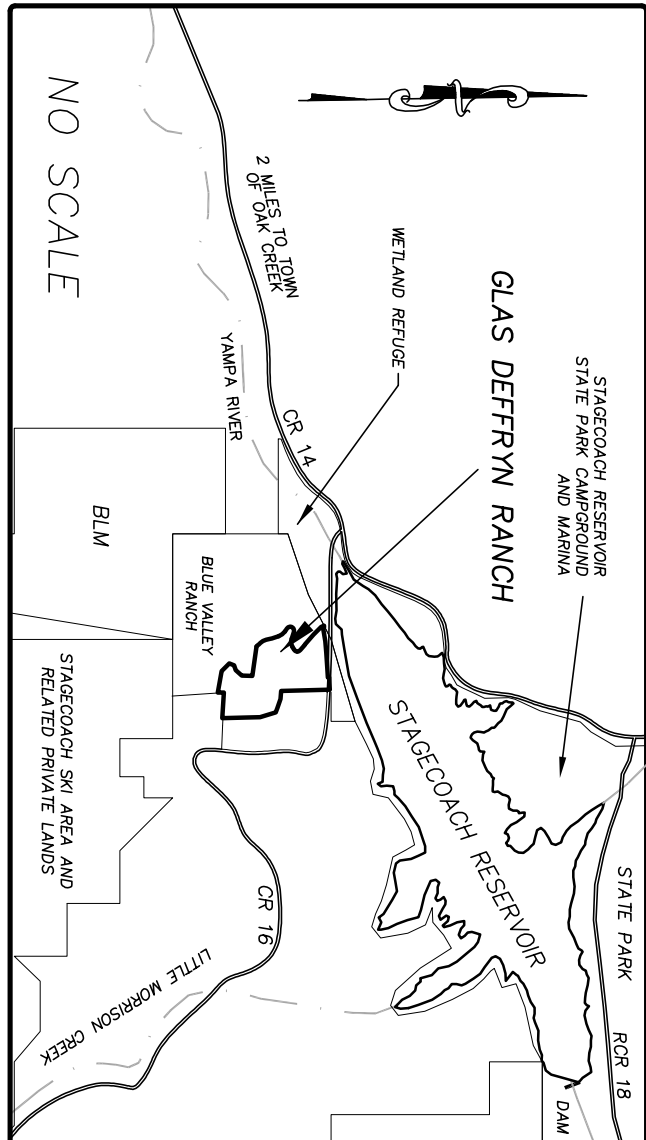 STAGECOACH RESERVOIR
STATE PARK CAMPGROUND
AND MARINA
STATE PARK
RCR 18
DAM
GLAS DEFFRYN RANCH
WETLAND REFUGE
STAGECOACH RESERVOIR
2 MILES TO TOWN
OF OAK CREEK
CR 14
YAMPA RIVER
BLUE VALLEY
RANCH
CR 16
BLM
STAGECOACH SKI AREA AND
RELATED PRIVATE LANDS
LITTLE MORRISON CREEK
NO SCALE